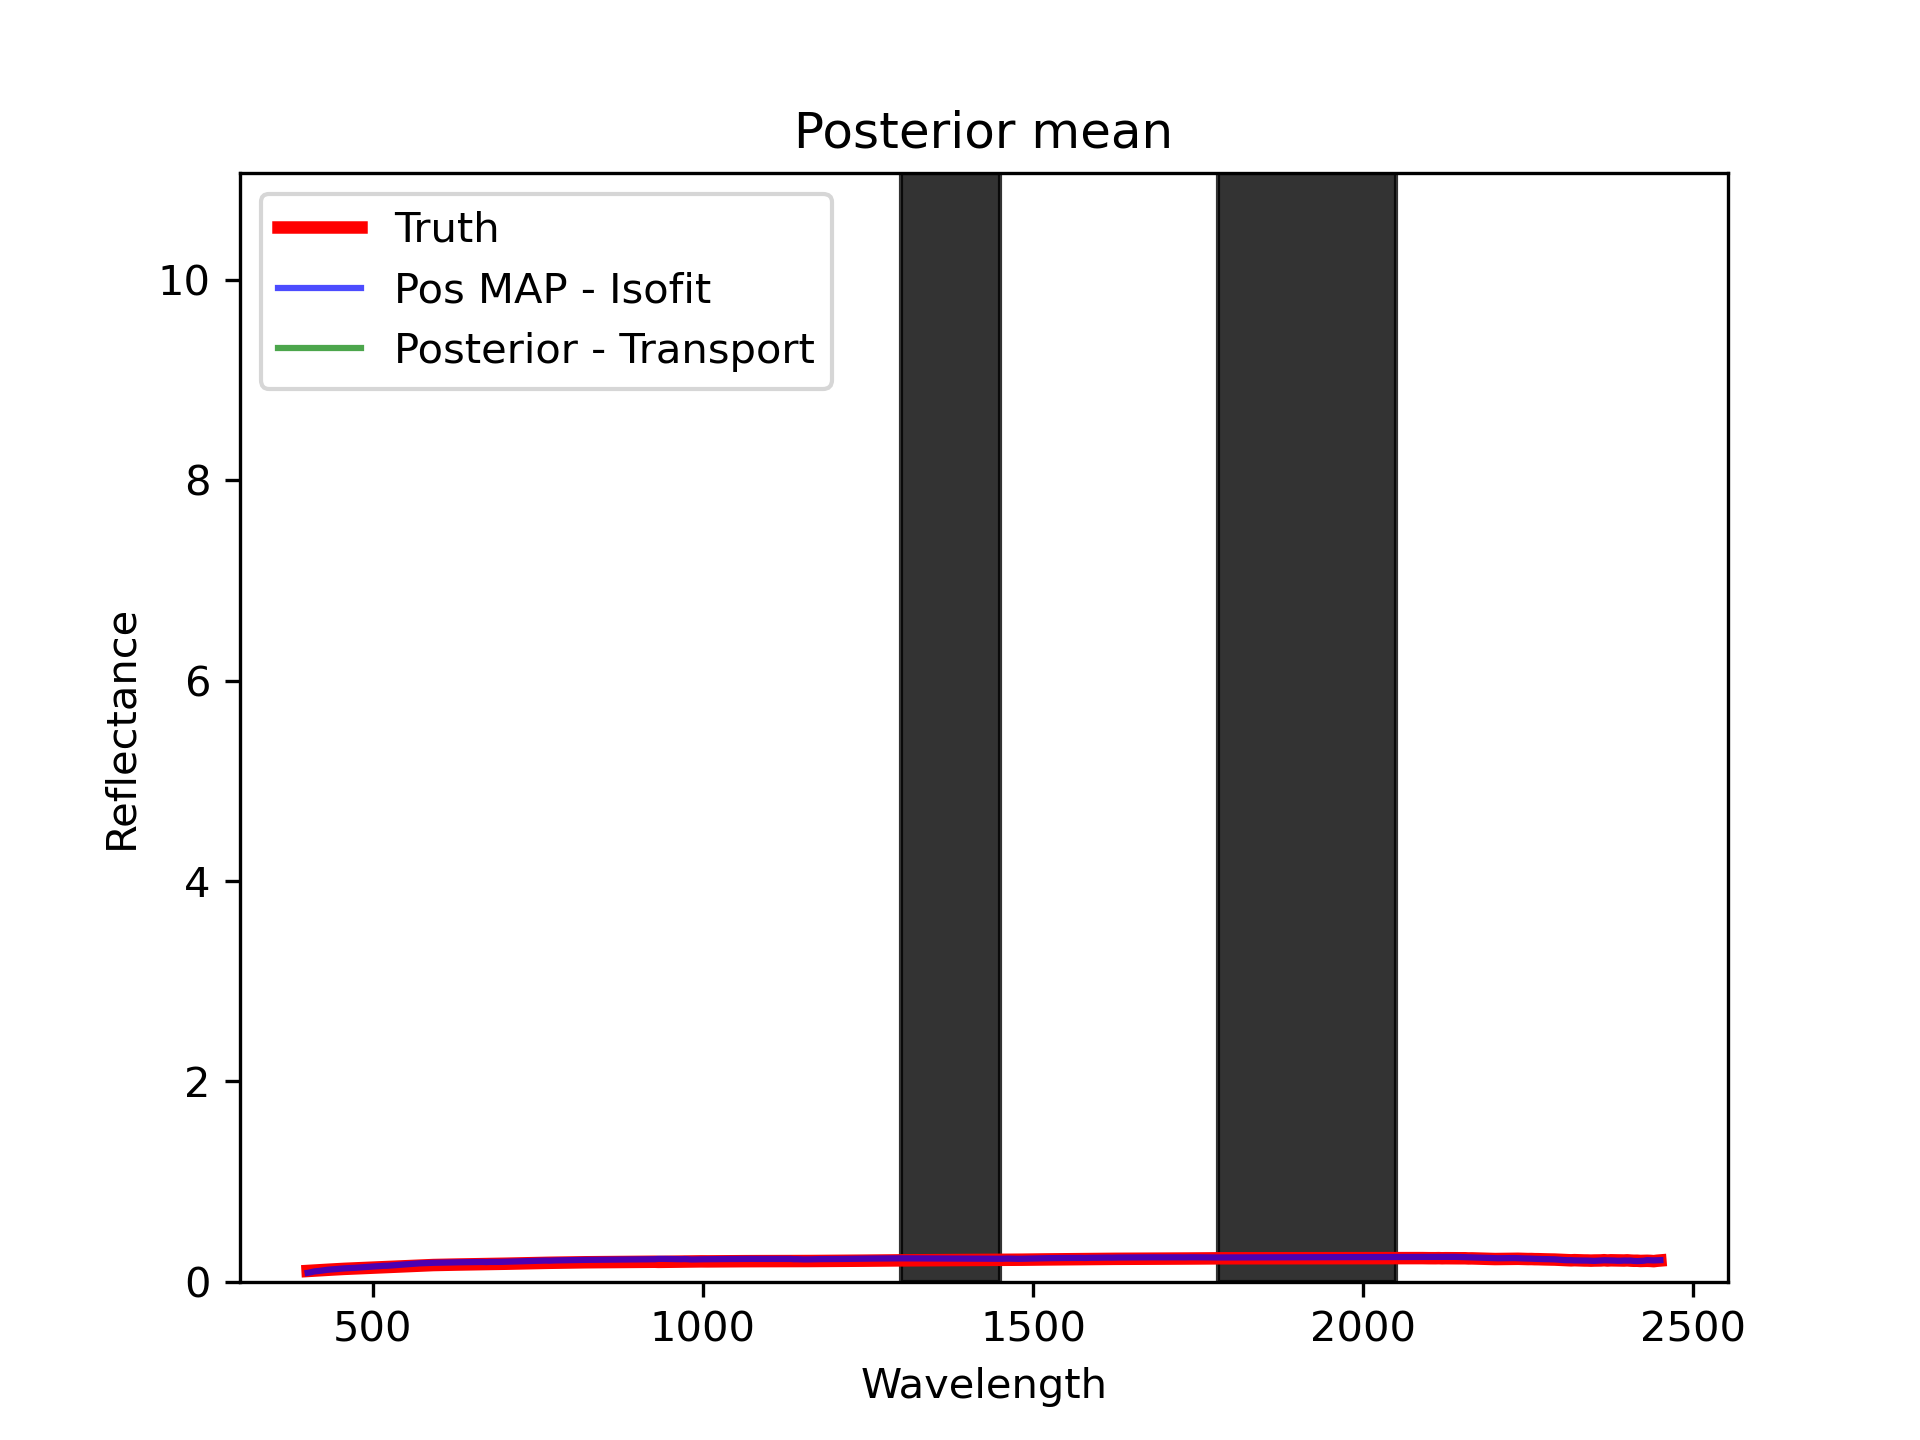 Posterior mean
Truth
Pos MAP - Isofit
Posterior - Transport
10
8
6
4
2
0
Reflectance
500 1000 1500 2000 2500
Wavelength